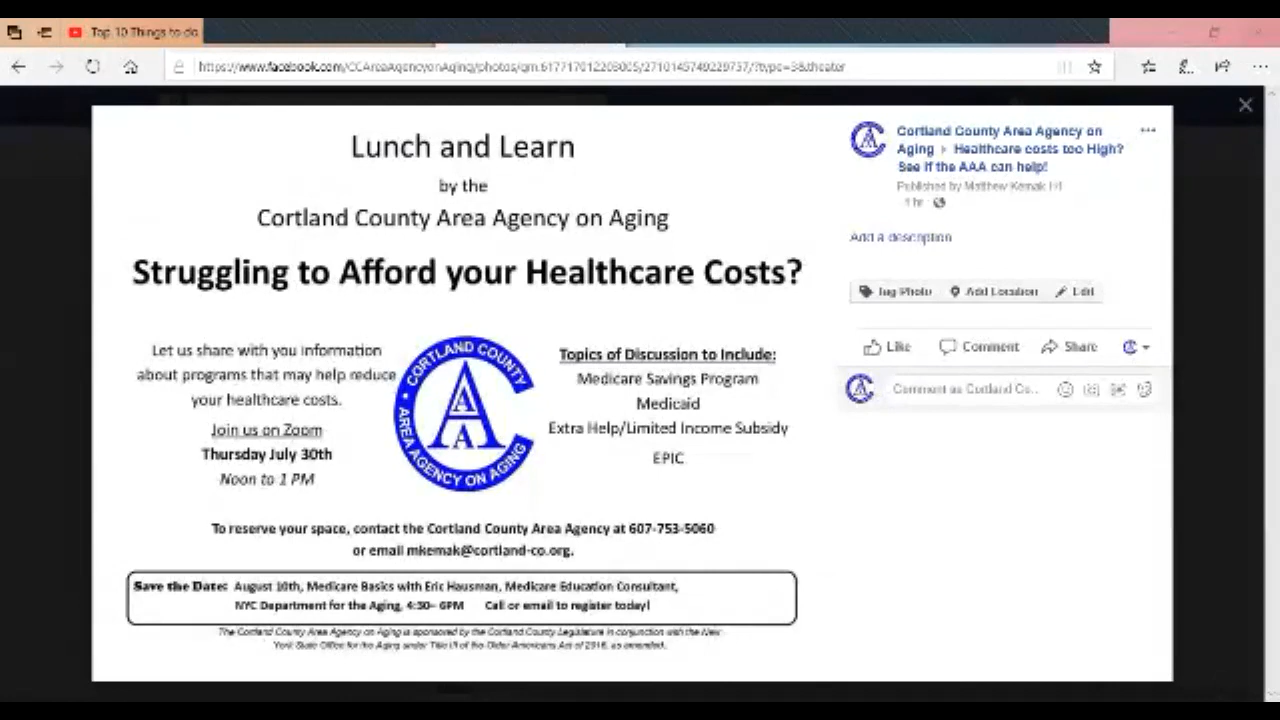 Top 10 Things to do
https://www.facebook.com/CCAreaAgencyonAging/photos/gm.617717012203005/2710145749229757/?type=3&theater
Lunch and Learn
by the
Cortland County Area Agency on Aging
Struggling to Afford your Healthcare Costs?
Let us share with you information
about programs that may help reduce
your healthcare costs.
Join us on Zoom
Thursday July 30th
Noon to 1 PM
CORTLAND COUNTY
AREA AGENCY ON AGING
Topics of Discussion to Include:
Medicare Savings Program
Medicaid
Extra Help/Limited Income Subsidy
EPIC
To reserve your space, contact the Cortland County Area Agency at 607-753-5060
or email mkemak@cortland-co.org.
Save the Date: August 10th, Medicare Basics with Eric Hausman, Medicare Education Consultant,
NYC Department for the Aging, 4:30– 6PM Call or email to register today!
The Cortland County Area Agency on Aging is sponsored by the Cortland County Legislature in conjunction with the New
York State Office for the Aging under Title III of the Older Americans Act of 2016, as amended.
Cortland County Area Agency on
Aging ▸ Healthcare costs too High?
See if the AAA can help!
Published by Matthew Kemak
1 hr
Add a description
Tag Photo Add Location Edit
Like Comment Share
Comment as Cortland Co...